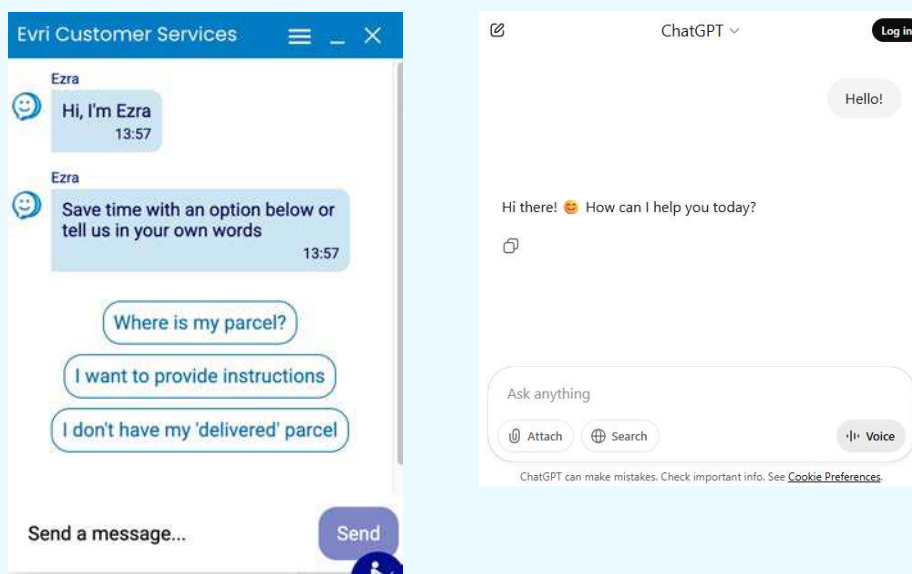 Evri Customer Services
Ezra
Hi, I'm Ezra
13:57
Ezra
Save time with an option below or
tell us in your own words
13:57
Where is my parcel?
I want to provide instructions
I don't have my 'delivered' parcel
Send a message...
Send
ChatGPT
Log in
Hello!
Hi there! 😊 How can I help you today?
Ask anything
Attach
Search
Voice
ChatGPT can make mistakes. Check important info. See Cookie Preferences.